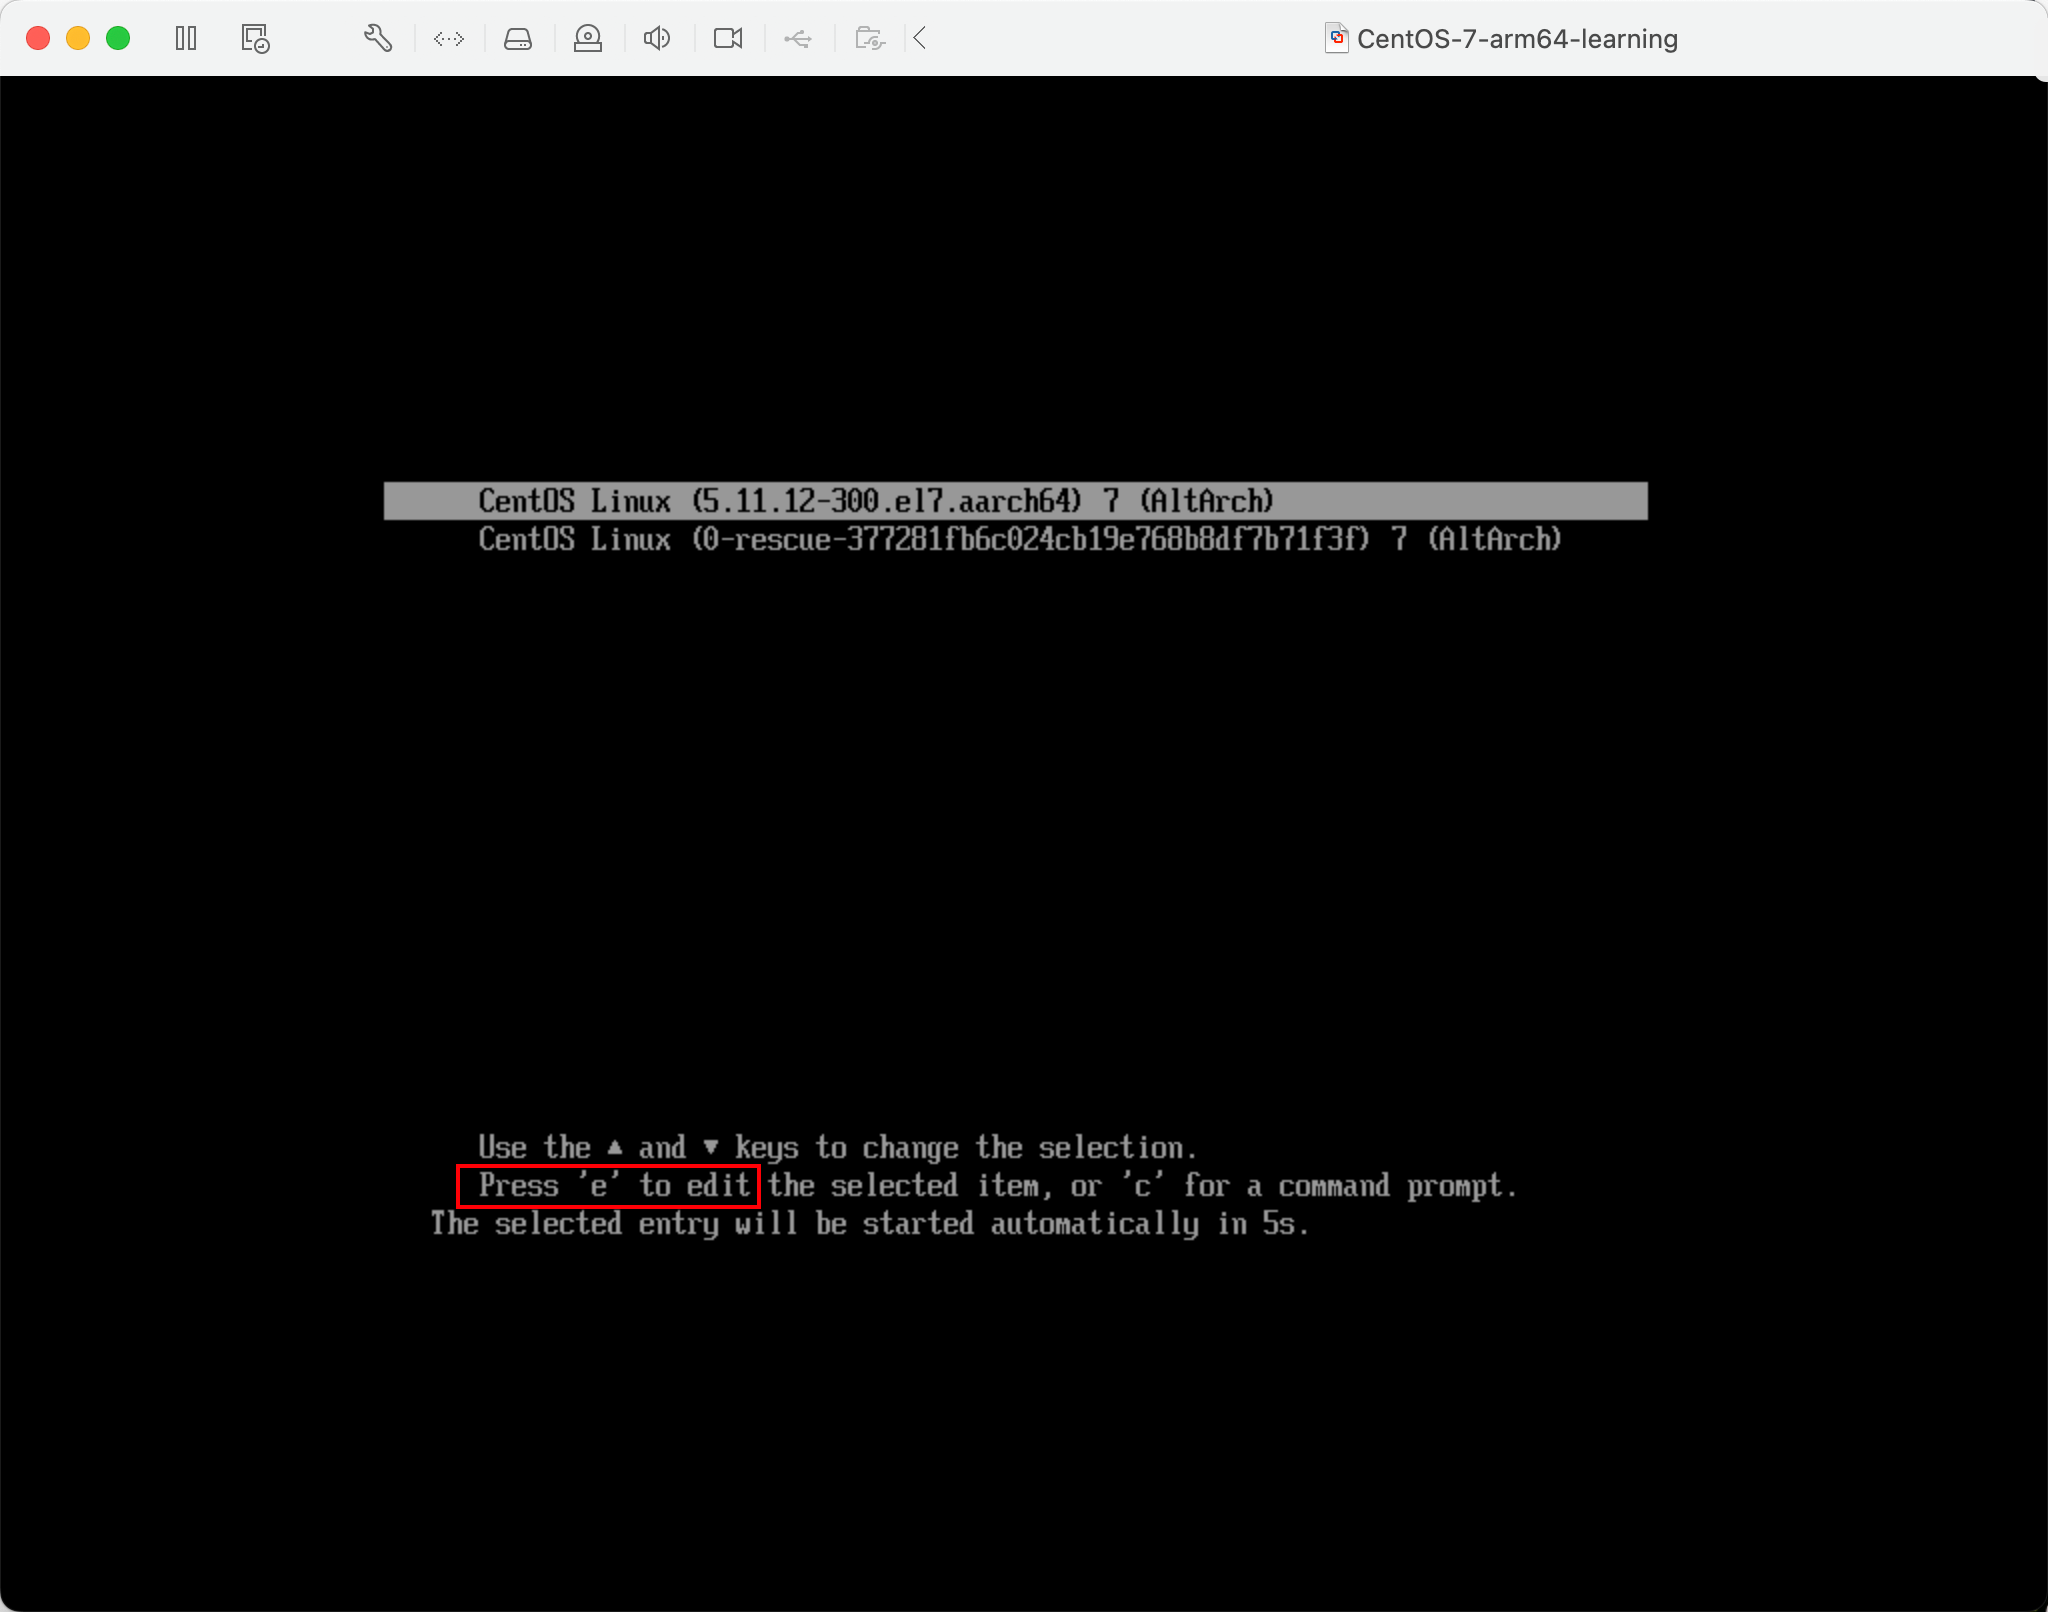 CentOS-7-arm64-learning
CentOS Linux (5.11.12-300.el7.aarch64) 7 (AltArch)
CentOS Linux (0-rescue-377281fb6c024cb19e768b8df7b71f3f) 7 (AltArch)
Use the ▲ and ▼ keys to change the selection.
Press 'e' to edit the selected item, or 'c' for a command prompt.
The selected entry will be started automatically in 5s.